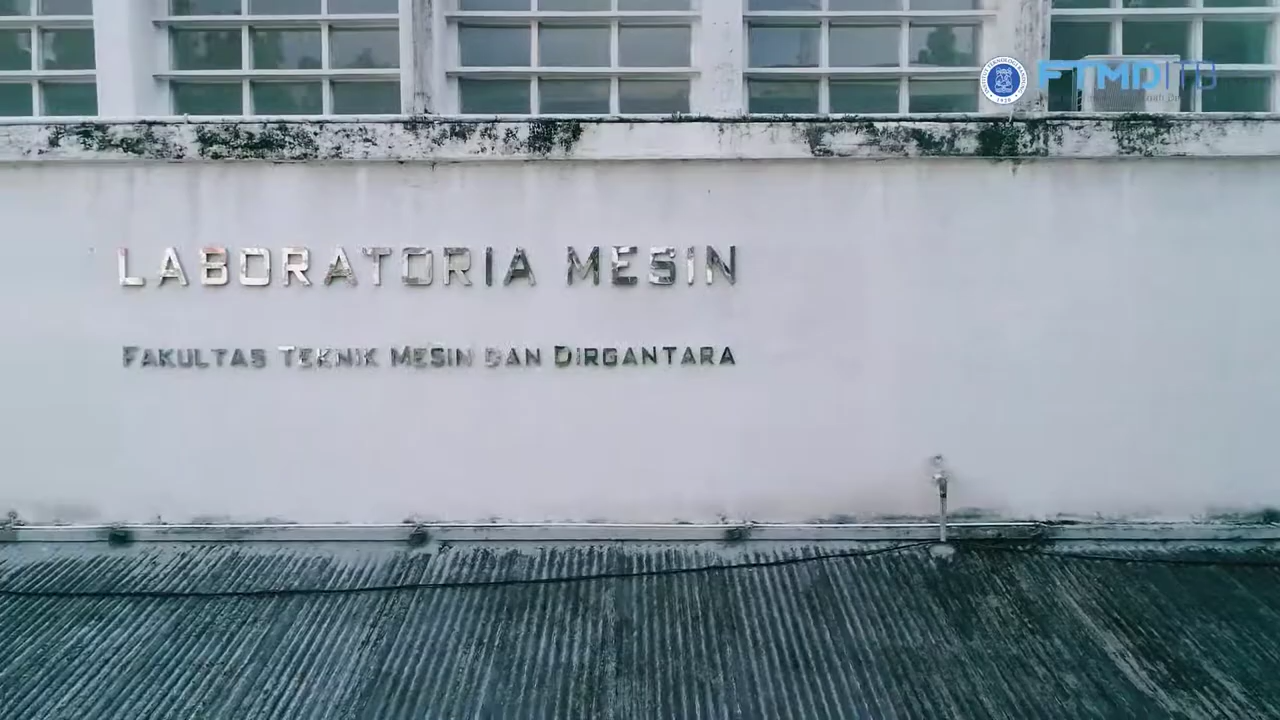 FTMD ITB
LABORATORIA MESIN
FAKULTAS TEKNIK MESIN DAN DIRGANTARA